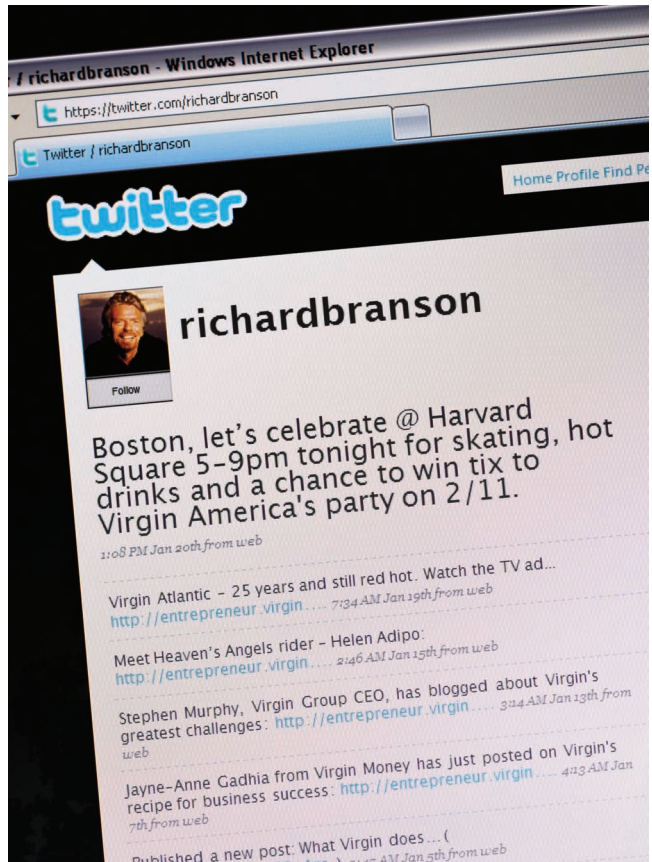 / richardbranson - Windows Internet Explorer
https://twitter.com/richardbranson
Twitter / richardbranson
twitter
Home Profile Find
richardbranson
Follow
Boston, let's celebrate @ Harvard
Square 5-9pm tonight for skating, hot
drinks and a chance to win tix to
Virgin America's party on 2/11.
1:08 PM Jan 20th from web
Virgin Atlantic - 25 years and still red hot. Watch the TV ad...
http://entrepreneur.virgin.... 7:34 AM Jan 19th from web
Meet Heaven's Angels rider - Helen Adipo:
http://entrepreneur.virgin.... 2:46 AM Jan 15th from web
Stephen Murphy, Virgin Group CEO, has blogged about Virgin's
greatest challenges: http://entrepreneur.virgin.... 3:14 AM Jan 13th from
web
Jayne-Anne Gadhia from Virgin Money has just posted on Virgin's
recipe for business success: http://entrepreneur.virgin.... 4:13 AM Jan
7th from web
Published a new post: What Virgin does...(
AM Jan 5th from web